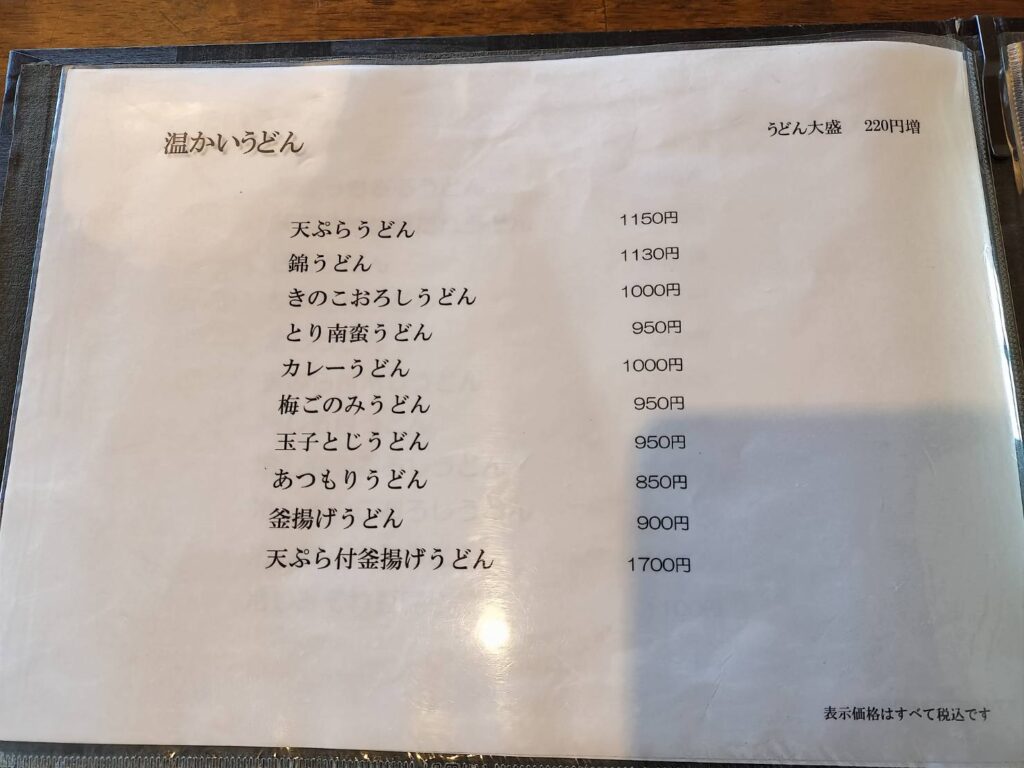 温かいうどん
うどん大盛 220円増
天ぷらうどん 1150円
錦うどん 1130円
きのこおろしうどん 1000円
とり南蛮うどん 950円
カレーうどん 1000円
梅ごのみうどん 950円
玉子とじうどん 950円
あつもりうどん 850円
釜揚げうどん 900円
天ぷら付釜揚げうどん 1700円
表示価格はすべて税込です